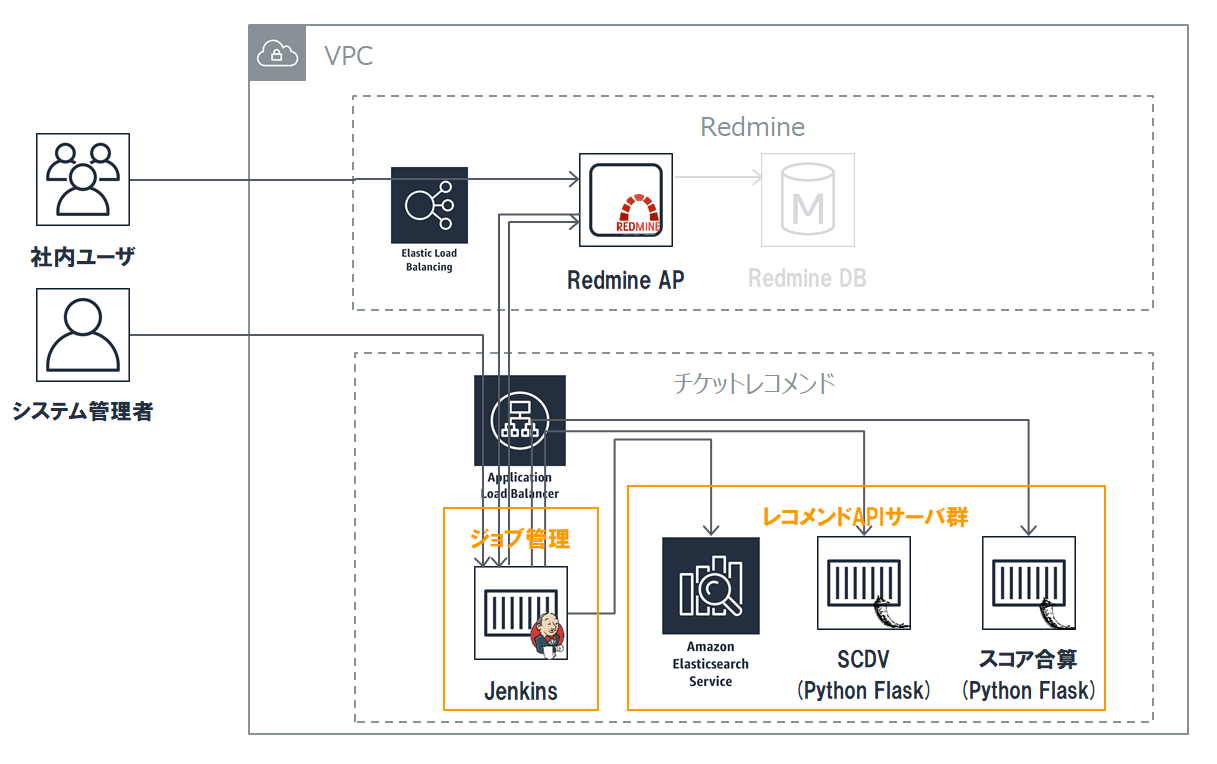 VPC
Redmine
REDMINE
M
Elastic Load
Balancing
社内ユーザ
Redmine AP
Redmine DB
システム管理者
チケットレコメンド
Application
Load Balancer
ジョブ管理
レコメンドAPIサーバ群
Jenkins
Amazon
Elasticsearch
Service
SCDV
(Python Flask)
スコア合算
(Python Flask)